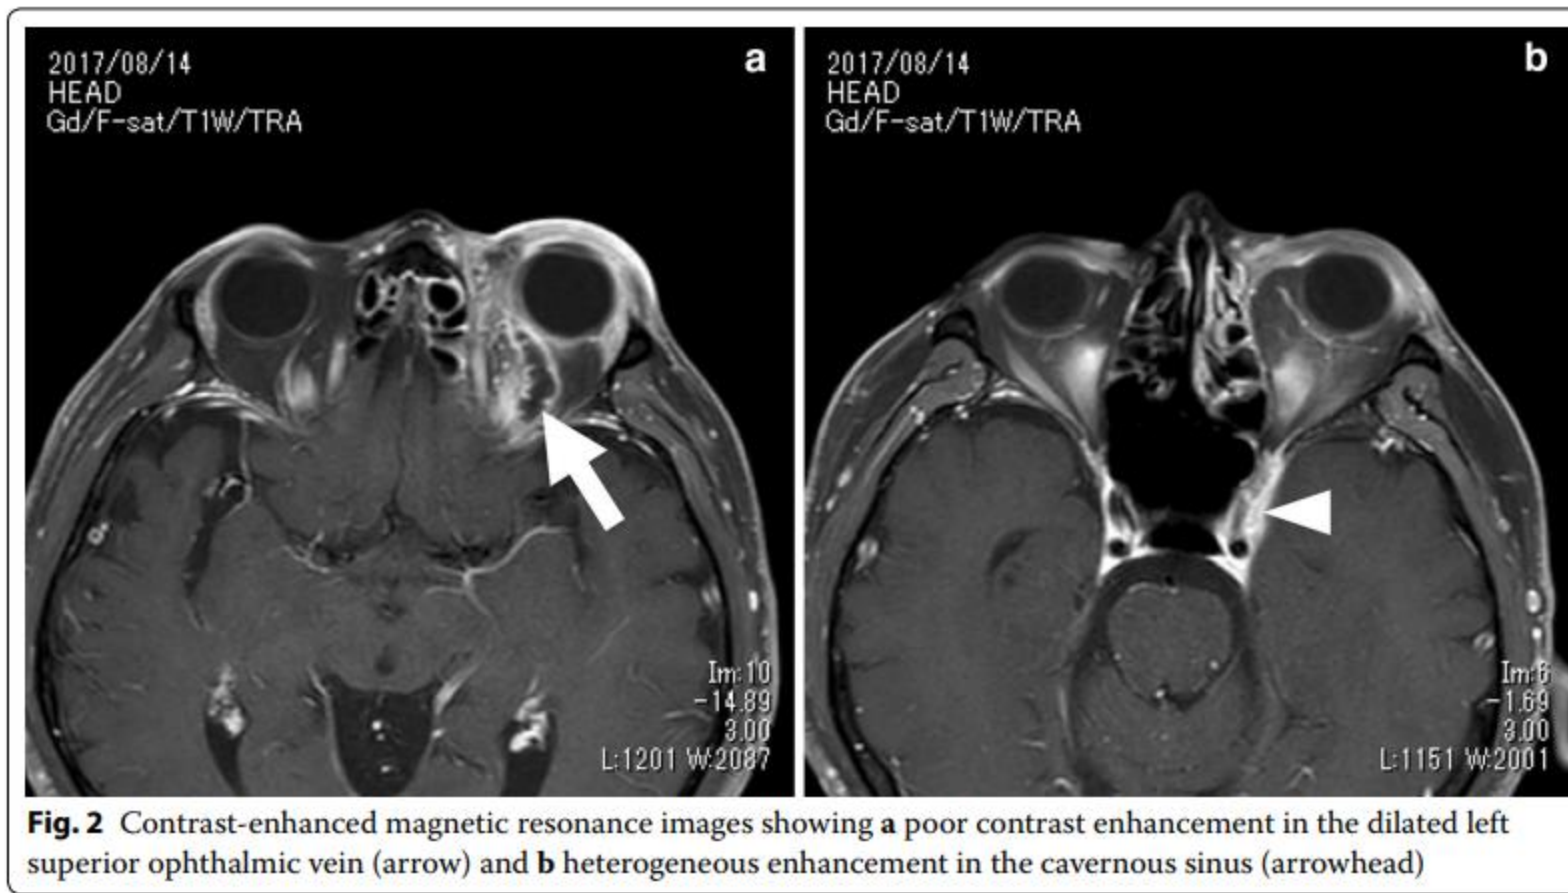 2017/08/14
HEAD
Gd/F-sat/T1W/TRA
a
Im:10
-14.89
3.00
L:1201 W:2087
2017/08/14
HEAD
Gd/F-sat/T1W/TRA
b
Im:6
-1.69
3.00
L:1151 W:2001
Fig. 2 Contrast-enhanced magnetic resonance images showing a poor contrast enhancement in the dilated left
superior ophthalmic vein (arrow) and b heterogeneous enhancement in the cavernous sinus (arrowhead)